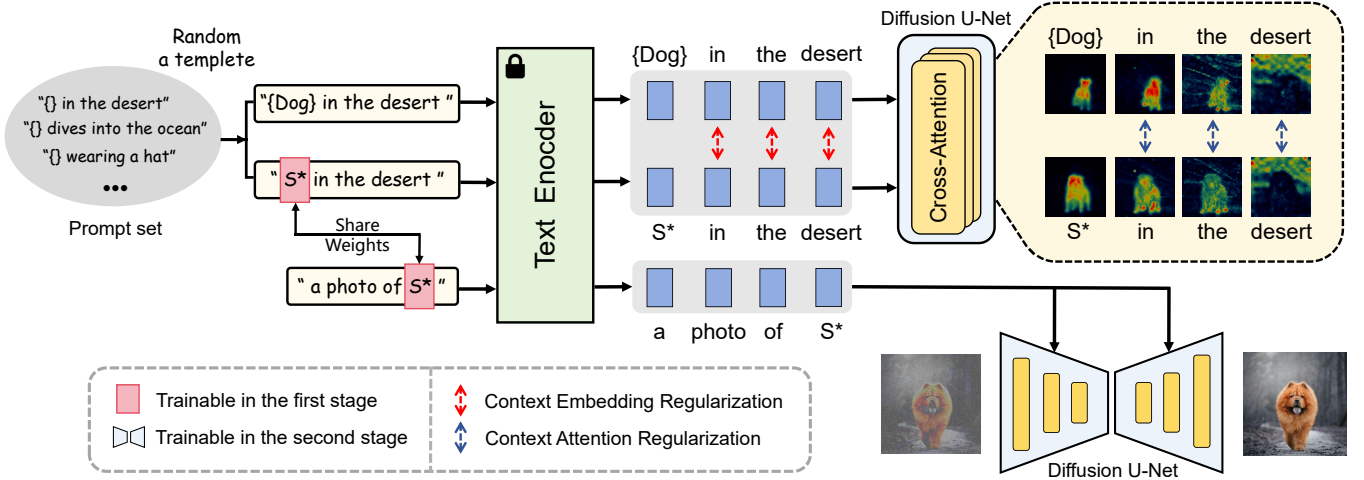 Random
a templete
"{} in the desert"
"{} dives into the ocean"
"{} wearing a hat"
•••
Prompt set
"{Dog} in the desert "
" S* in the desert "
Share
Weights
" a photo of S* "
Text Enocder
{Dog} in the desert
S* in the desert
a photo of S*
Diffusion U-Net
Cross-Attention
{Dog} in the desert
S* in the desert
Diffusion U-Net
Trainable in the first stage
Trainable in the second stage
Context Embedding Regularization
Context Attention Regularization